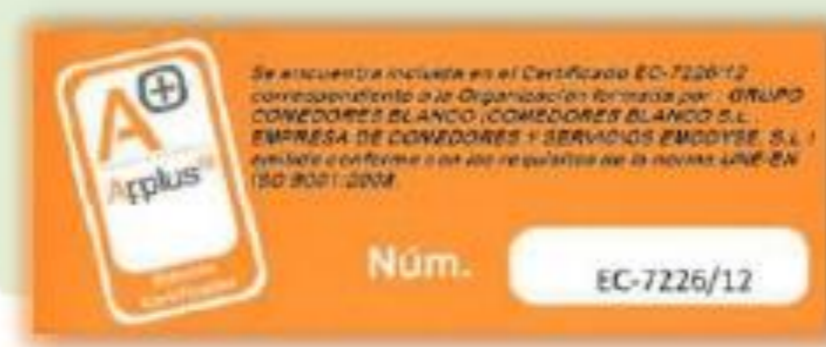 A+
Applus
Se encuentra incluida en el Certificado EC-7226/12
correspondiente a la Organización formada por : GRUPO
COMEDORES BLANCO (COMEDORES BLANCO S.L.
EMPRESA DE COMEDORES Y SERVICIOS EMCOYSE, S.L.)
emitido conforme con los requisitos de la norma UNE-EN
ISO 9001:2008
Núm.
EC-7226/12